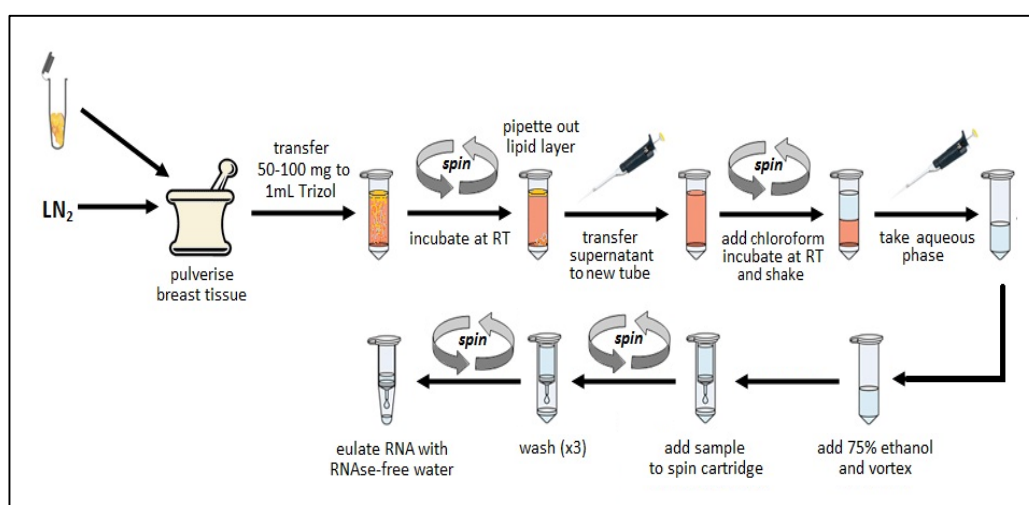 LN₂
pulverise
breast tissue
transfer
50-100 mg to
1mL Trizol
spin
incubate at RT
pipette out
lipid layer
transfer
supernatant
to new tube
spin
add chloroform
incubate at RT
and shake
take aqueous
phase
add 75% ethanol
and vortex
add sample
to spin cartridge
spin
wash (x3)
spin
eulate RNA with
RNAse-free water